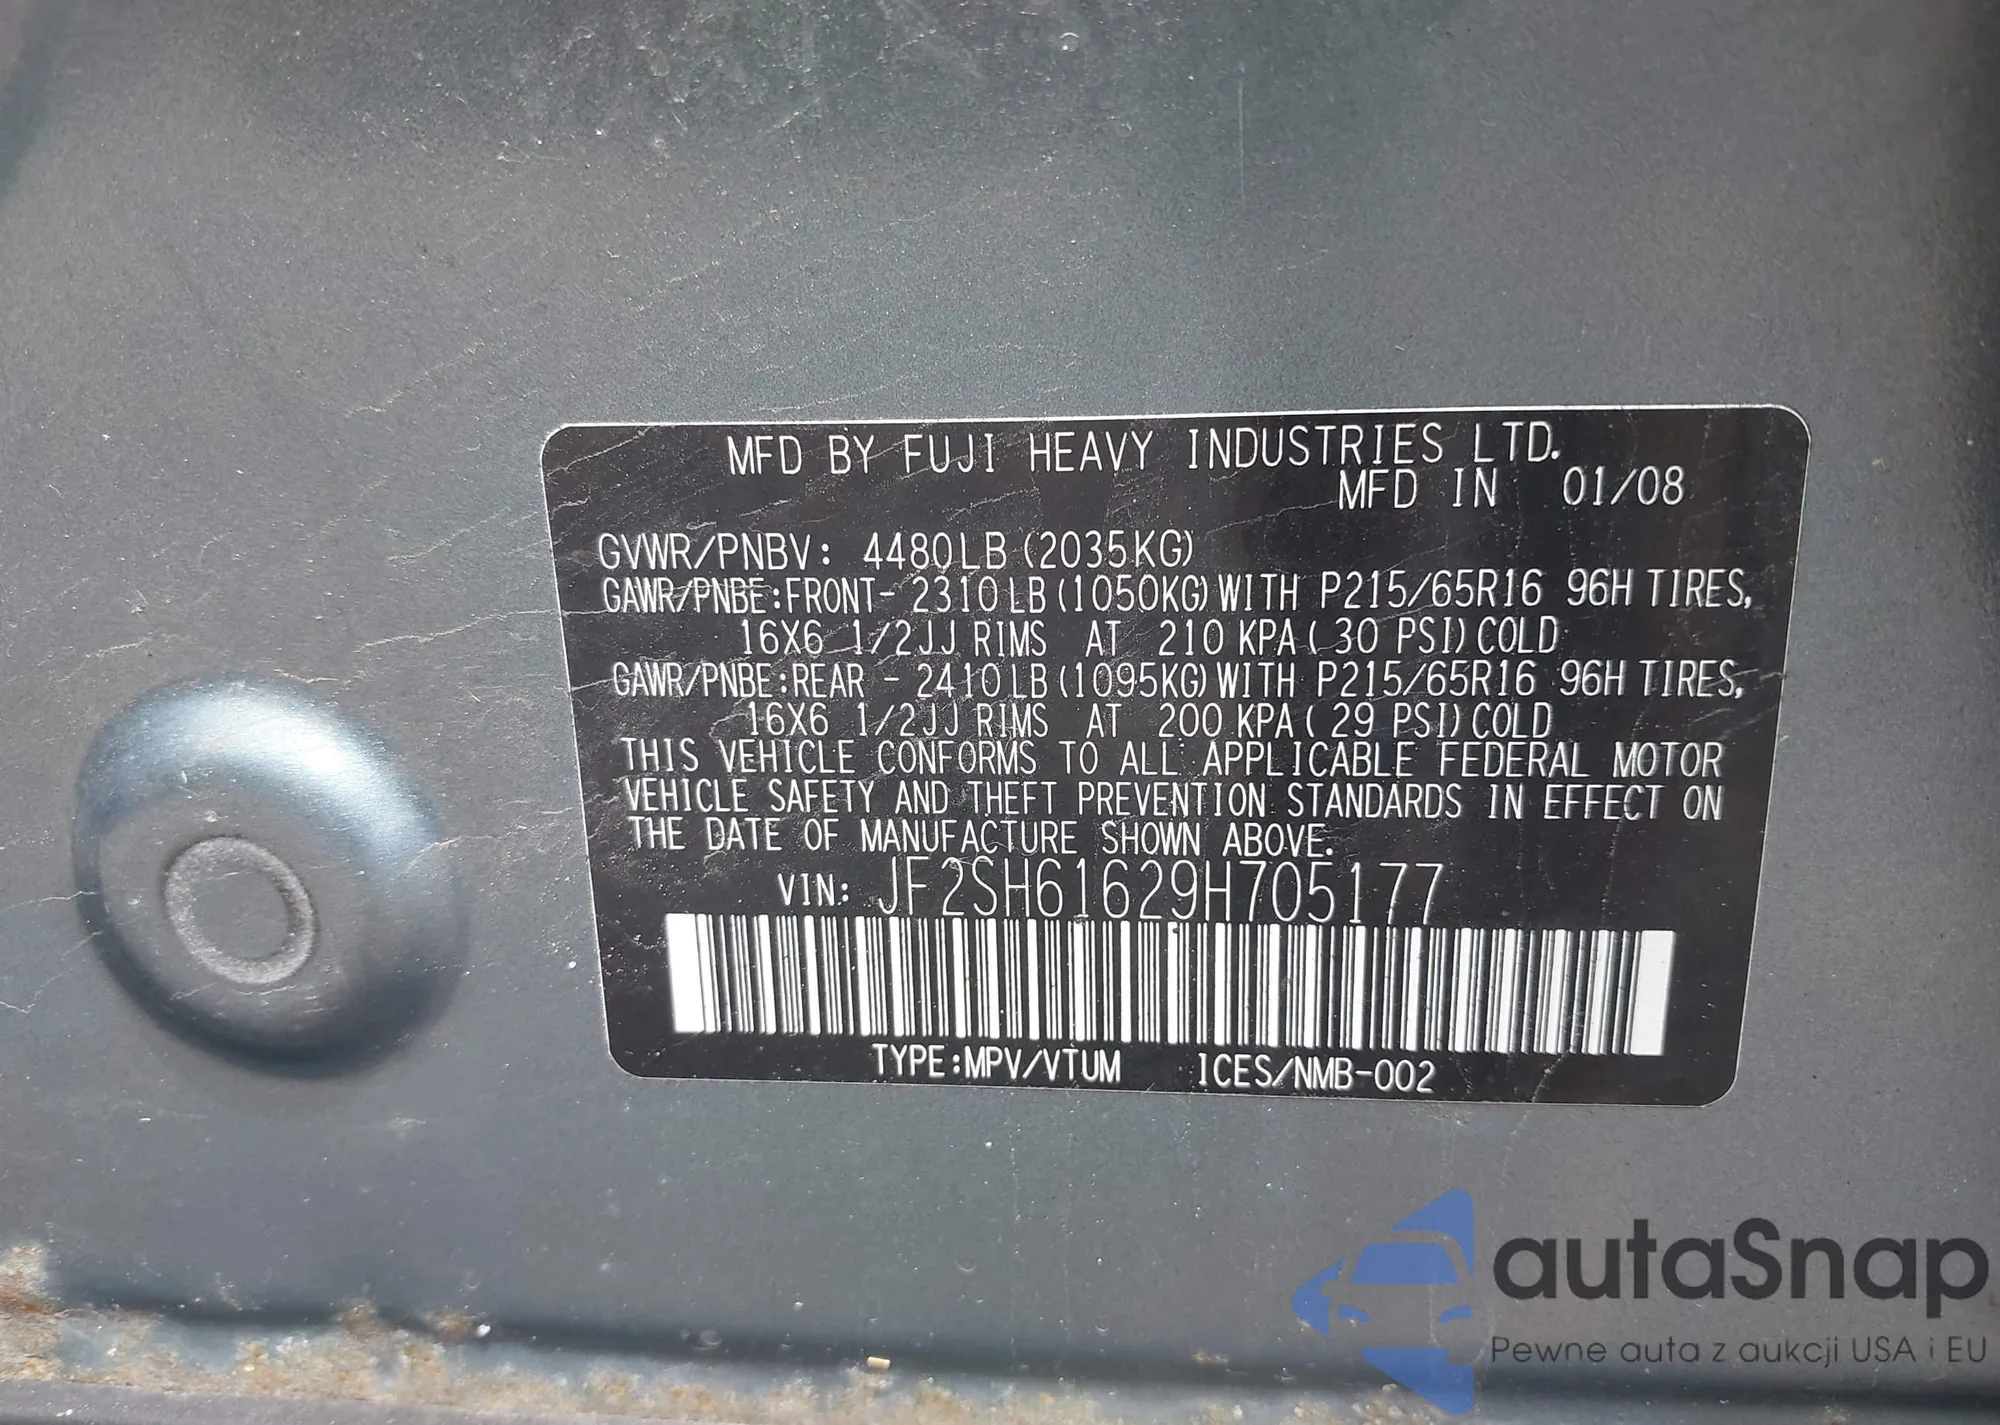 MFD BY FUJI HEAVY INDUSTRIES LTD.
MFD IN 01/08
GVWR/PNBV: 4480LB (2035KG)
GAWR/PNBE:FRONT- 2310 LB (1050KG) WITH P215/65R16 96H TIRES,
16X6 1/2JJ RIMS AT 210 KPA ( 30 PSI) COLD
GAWR/PNBE:REAR - 2410 LB (1095KG) WITH P215/65R16 96H TIRES,
16X6 1/2JJ RIMS AT 200 KPA ( 29 PSI) COLD
THIS VEHICLE CONFORMS TO ALL APPLICABLE FEDERAL MOTOR
VEHICLE SAFETY AND THEFT PREVENTION STANDARDS IN EFFECT ON
THE DATE OF MANUFACTURE SHOWN ABOVE.
VIN: JF2SH61629H705177
TYPE:MPV/VTUM ICES/NMB-002
autaSnap
Pewne auta z aukcji USA i EU